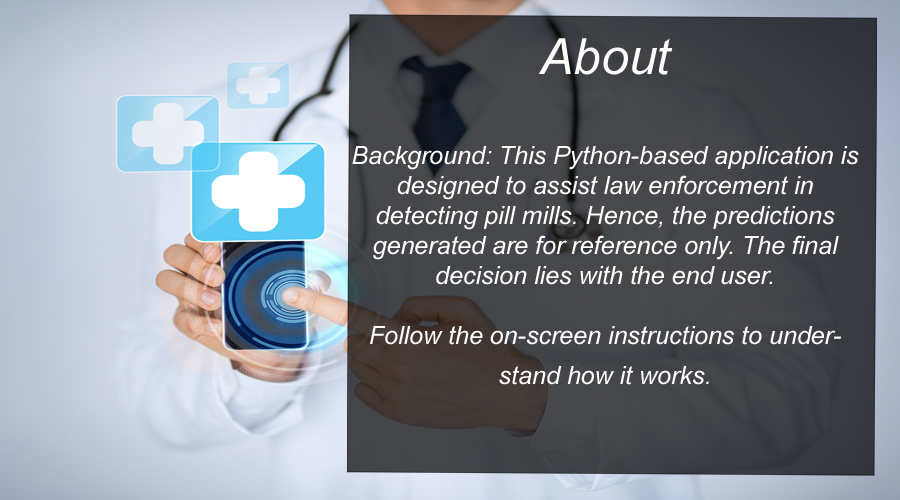 About
Background: This Python-based application is
designed to assist law enforcement in
detecting pill mills. Hence, the predictions
generated are for reference only. The final
decision lies with the end user.
Follow the on-screen instructions to under-
stand how it works.